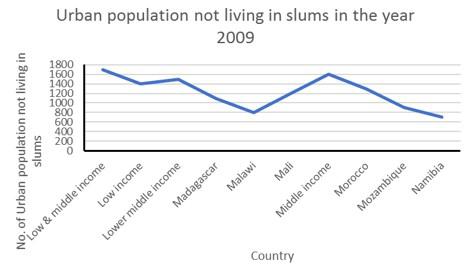 Urban population not living in slums in the year
2009
No. of Urban population not living in
slums
1800
1600
1400
1200
1000
800
600
400
200
0
Low & middle income
Low income
Lower middle income
Madagascar
Malawi
Mali
Middle income
Morocco
Mozambique
Namibia
Country